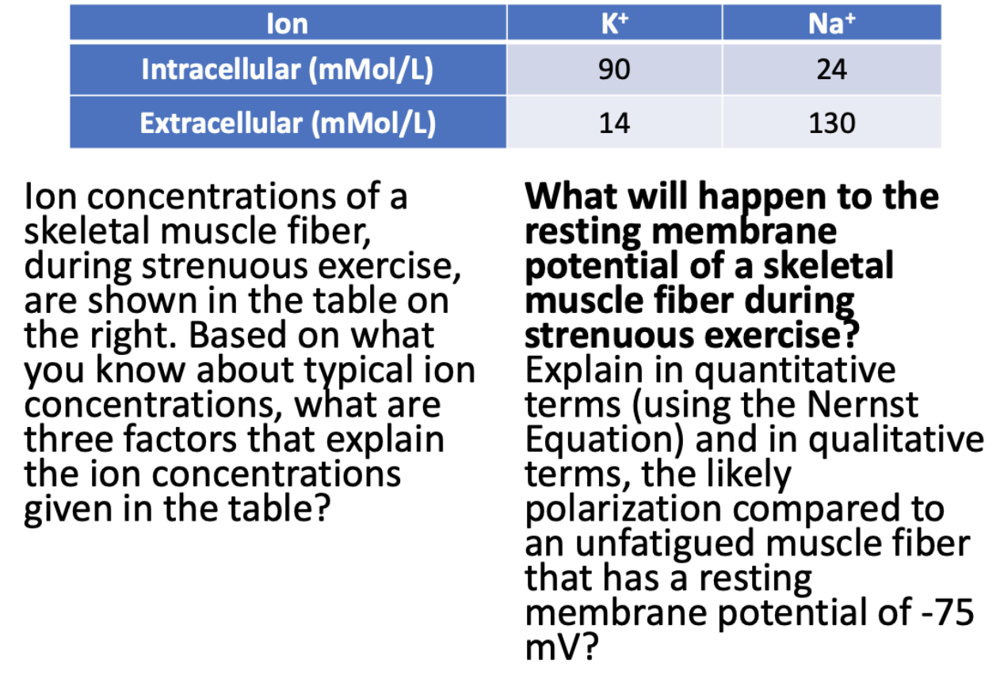 Ion K⁺ Na⁺
Intracellular (mMol/L) 90 24
Extracellular (mMol/L) 14 130
Ion concentrations of a
skeletal muscle fiber,
during strenuous exercise,
are shown in the table on
the right. Based on what
you know about typical ion
concentrations, what are
three factors that explain
the ion concentrations
given in the table?
What will happen to the
resting membrane
potential of a skeletal
muscle fiber during
strenuous exercise?
Explain in quantitative
terms (using the Nernst
Equation) and in qualitative
terms, the likely
polarization compared to
an unfatigued muscle fiber
that has a resting
membrane potential of -75
mV?